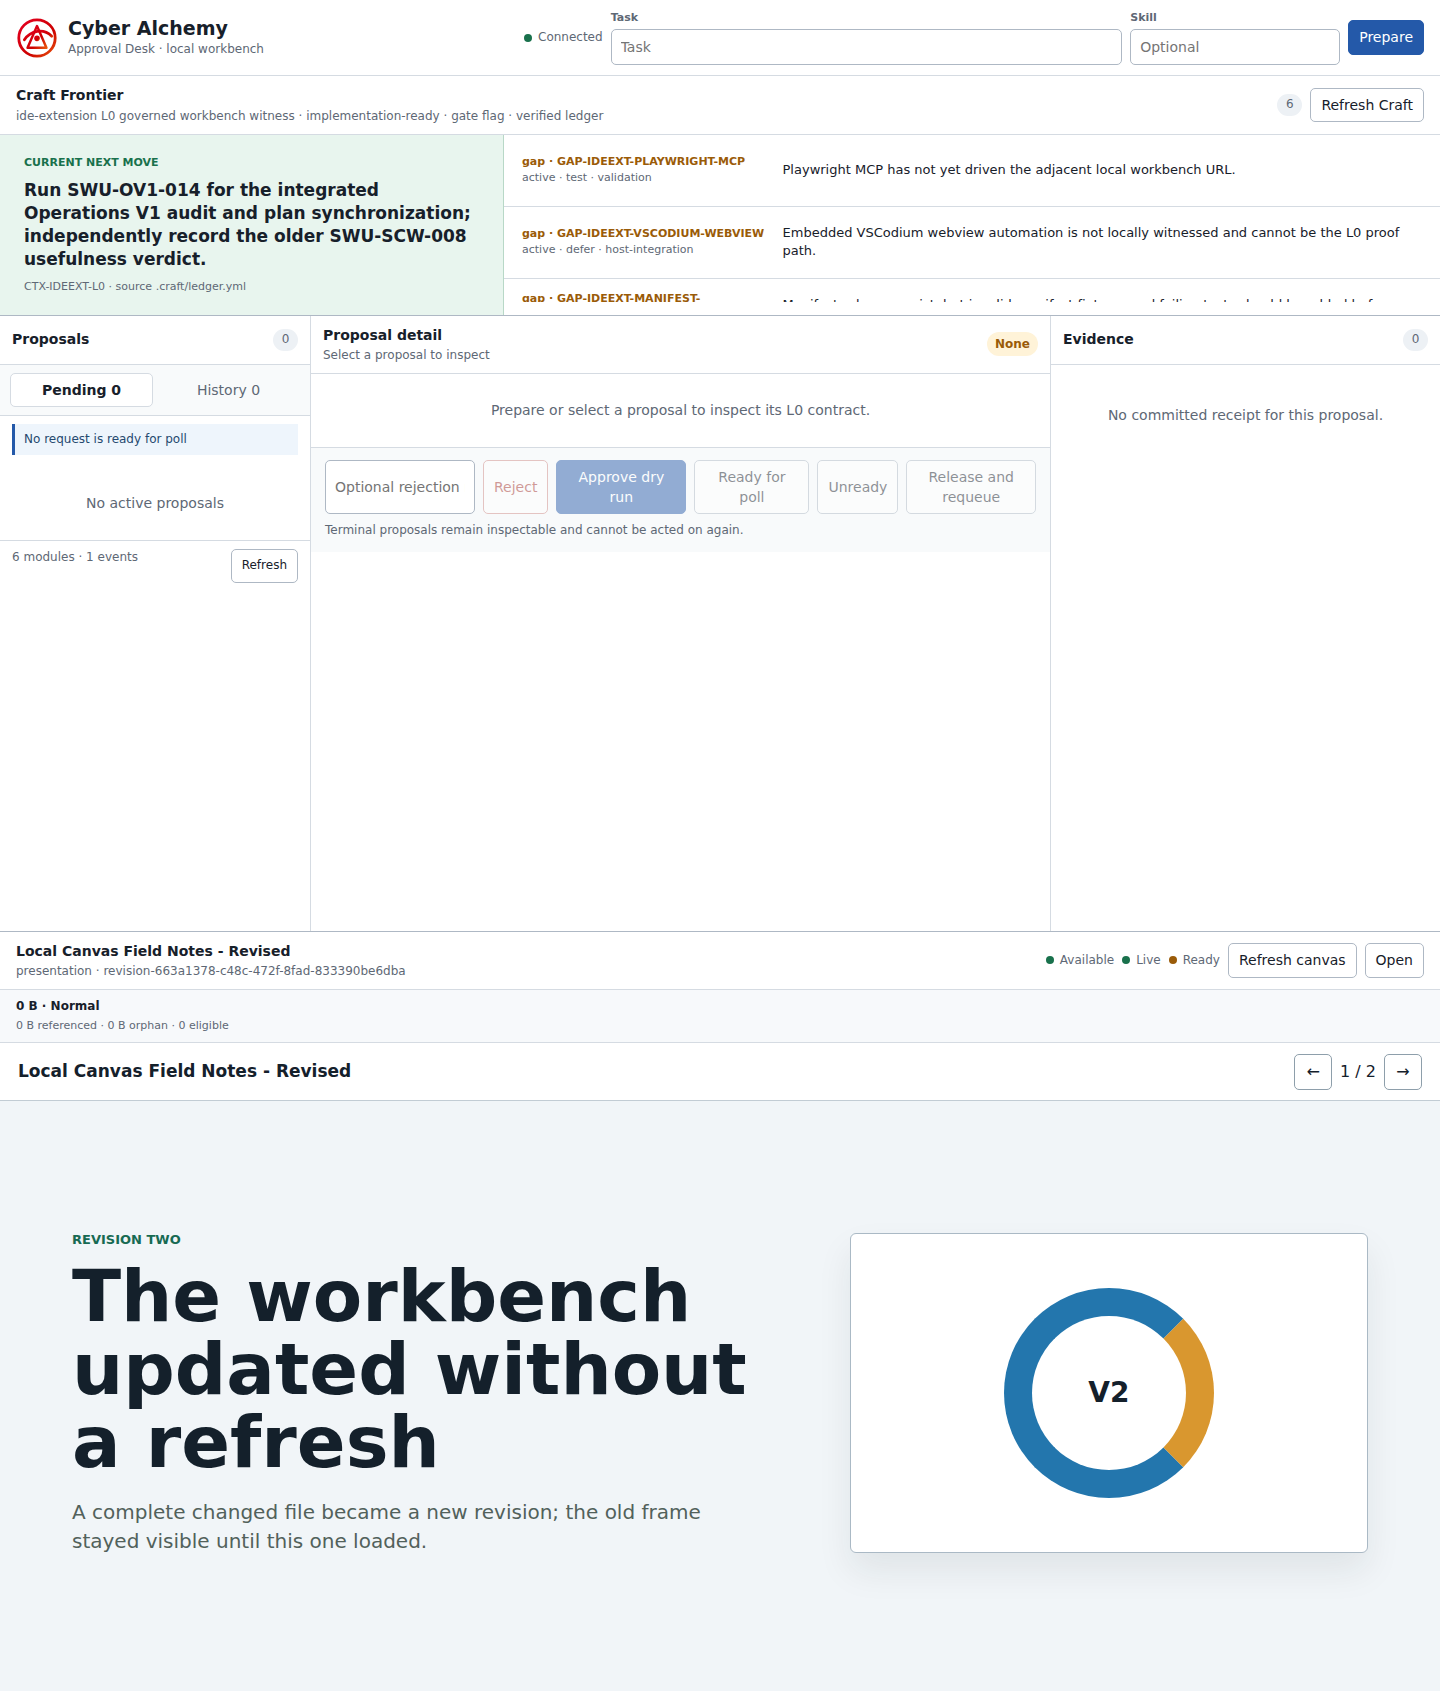 Cyber Alchemy
Approval Desk · local workbench
Connected
Task
Task
Skill
Optional
Prepare
Craft Frontier
ide-extension L0 governed workbench witness · implementation-ready · gate flag · verified ledger
6
Refresh Craft
CURRENT NEXT MOVE
Run SWU-OV1-014 for the integrated
Operations V1 audit and plan synchronization;
independently record the older SWU-SCW-008
usefulness verdict.
CTX-IDEEXT-L0 · source .craft/ledger.yml
gap · GAP-IDEEXT-PLAYWRIGHT-MCP
active · test · validation
Playwright MCP has not yet driven the adjacent local workbench URL.
gap · GAP-IDEEXT-VSCODIUM-WEBVIEW
active · defer · host-integration
Embedded VSCodium webview automation is not locally witnessed and cannot be the L0 proof
path.
gap · GAP-IDEEXT-MANIFEST-
Proposals
0
Pending 0
History 0
No request is ready for poll
No active proposals
6 modules · 1 events
Refresh
Proposal detail
Select a proposal to inspect
None
Prepare or select a proposal to inspect its L0 contract.
Optional rejection
Reject
Approve dry
run
Ready for
poll
Unready
Release and
requeue
Terminal proposals remain inspectable and cannot be acted on again.
Evidence
0
No committed receipt for this proposal.
Local Canvas Field Notes - Revised
presentation · revision-663a1378-c48c-472f-8fad-833390be6dba
Available
Live
Ready
Refresh canvas
Open
0 B · Normal
0 B referenced · 0 B orphan · 0 eligible
Local Canvas Field Notes - Revised
←
1 / 2
→
REVISION TWO
The workbench
updated without
a refresh
A complete changed file became a new revision; the old frame
stayed visible until this one loaded.
V2